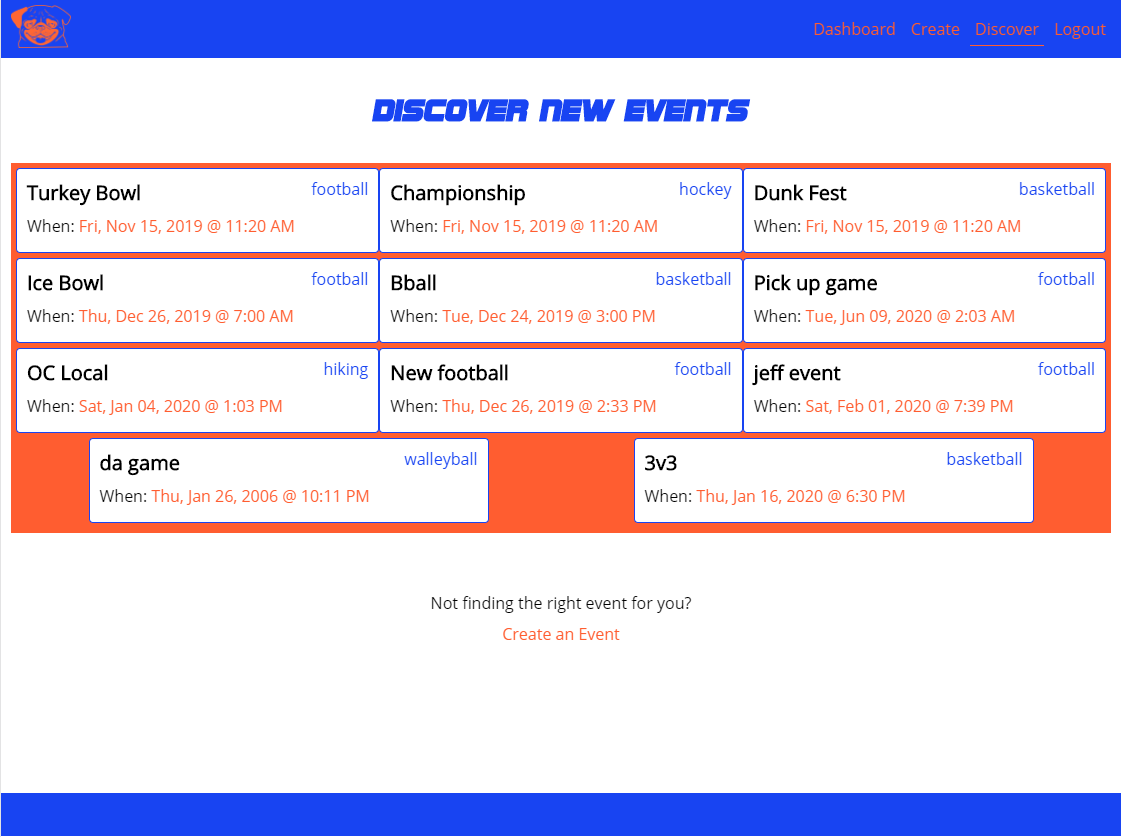 Dashboard Create Discover Logout
DISCOVER NEW EVENTS
Turkey Bowl football
When: Fri, Nov 15, 2019 @ 11:20 AM
Championship hockey
When: Fri, Nov 15, 2019 @ 11:20 AM
Dunk Fest basketball
When: Fri, Nov 15, 2019 @ 11:20 AM
Ice Bowl football
When: Thu, Dec 26, 2019 @ 7:00 AM
Bball basketball
When: Tue, Dec 24, 2019 @ 3:00 PM
Pick up game football
When: Tue, Jun 09, 2020 @ 2:03 AM
OC Local hiking
When: Sat, Jan 04, 2020 @ 1:03 PM
New football football
When: Thu, Dec 26, 2019 @ 2:33 PM
jeff event football
When: Sat, Feb 01, 2020 @ 7:39 PM
da game walleyball
When: Thu, Jan 26, 2006 @ 10:11 PM
3v3 basketball
When: Thu, Jan 16, 2020 @ 6:30 PM
Not finding the right event for you?
Create an Event